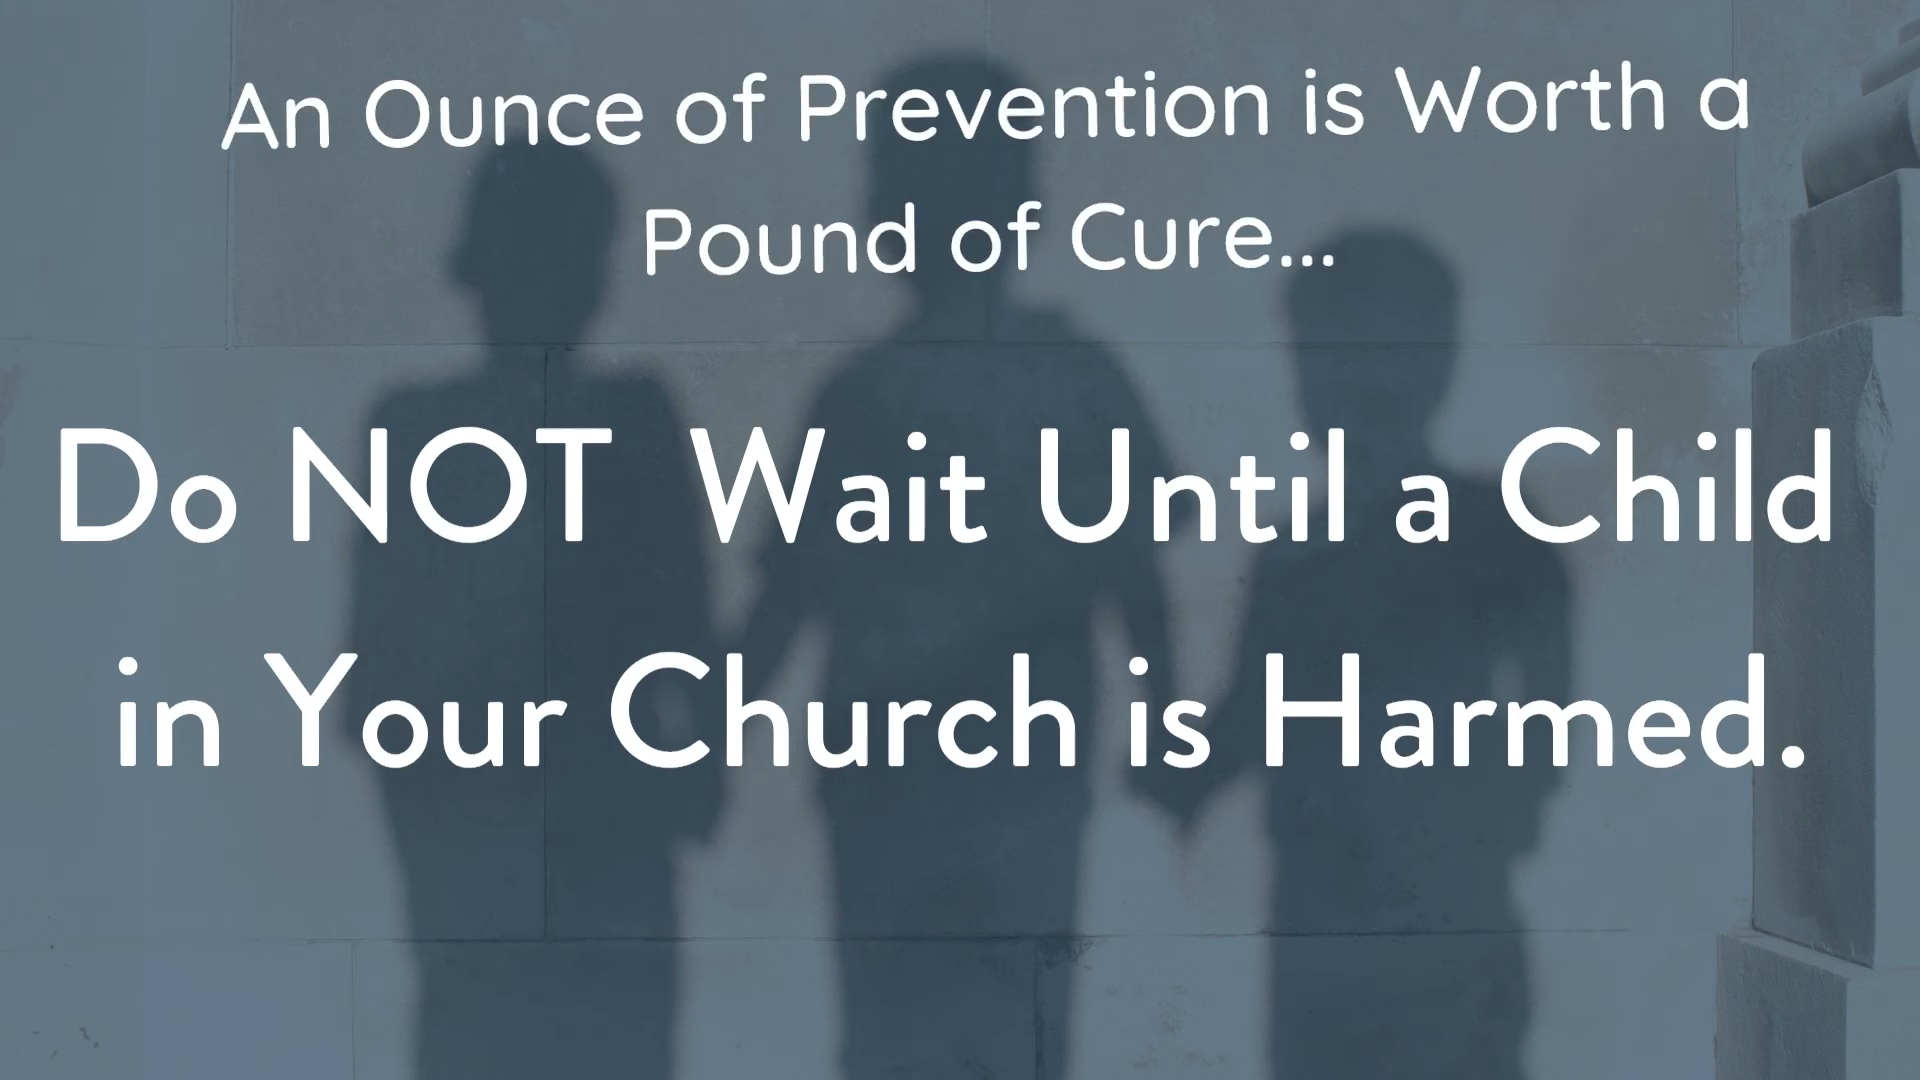 An Ounce of Prevention is Worth a
Pound of Cure...
Do NOT Wait Until a Child
in Your Church is Harmed.